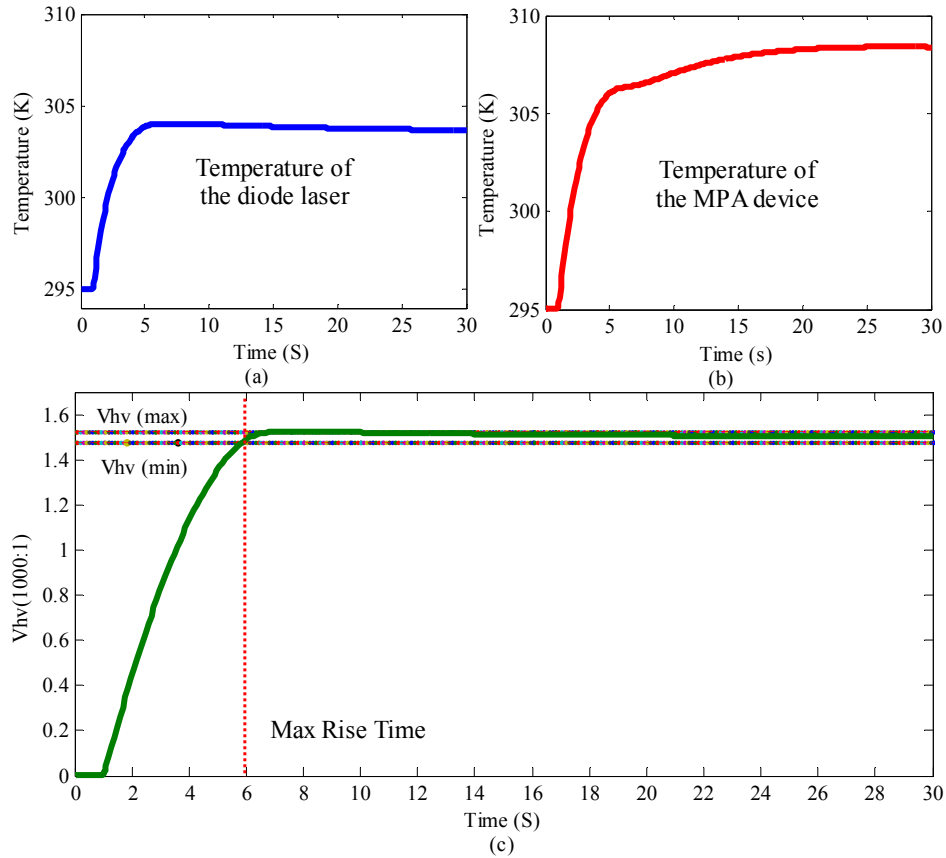 310
305
300
295
Temperature (K)
Temperature of
the diode laser
0 5 10 15 20 25 30
Time (S)
(a)
310
305
300
295
Temperature (K)
Temperature of
the MPA device
0 5 10 15 20 25 30
Time (s)
(b)
1.6
1.4
1.2
1
0.8
0.6
0.4
0.2
0
Vhv(1000:1)
Vhv (max)
Vhv (min)
Max Rise Time
0 2 4 6 8 10 12 14 16 18 20 22 24 26 28 30
Time (S)
(c)